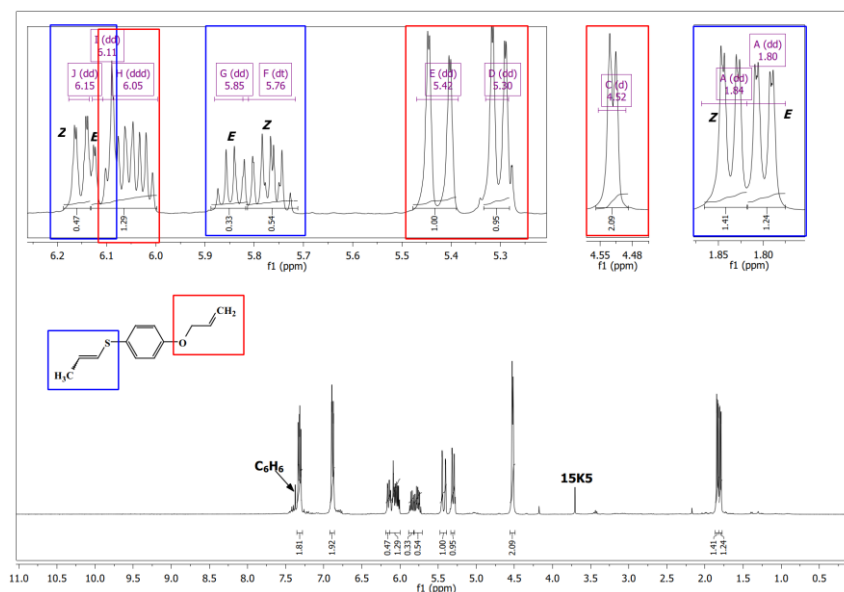 I (dd)
6.11
J (dd)
6.15
H (ddd)
6.05
G (dd)
5.85
F (dt)
5.76
E (dd)
5.42
D (dd)
5.30
C (d)
4.52
A (dd)
1.80
A (dd)
1.84
Z
E
E
Z
Z
E
0.47
1.29
0.33
0.54
1.00
0.95
2.09
1.41
1.24
6.2 6.1 6.0 5.9 5.8 5.7 5.6 5.5 5.4 5.3
f1 (ppm)
4.55 4.48
f1 (ppm)
1.85 1.80
f1 (ppm)
CH₂
S
O
H₃C
C₆H₆
15K5
1.81
1.92
0.47
1.29
0.33
0.54
1.00
0.95
2.09
1.41
1.24
11.0 10.5 10.0 9.5 9.0 8.5 8.0 7.5 7.0 6.5 6.0 5.5 5.0 4.5 4.0 3.5 3.0 2.5 2.0 1.5 1.0 0.5
f1 (ppm)